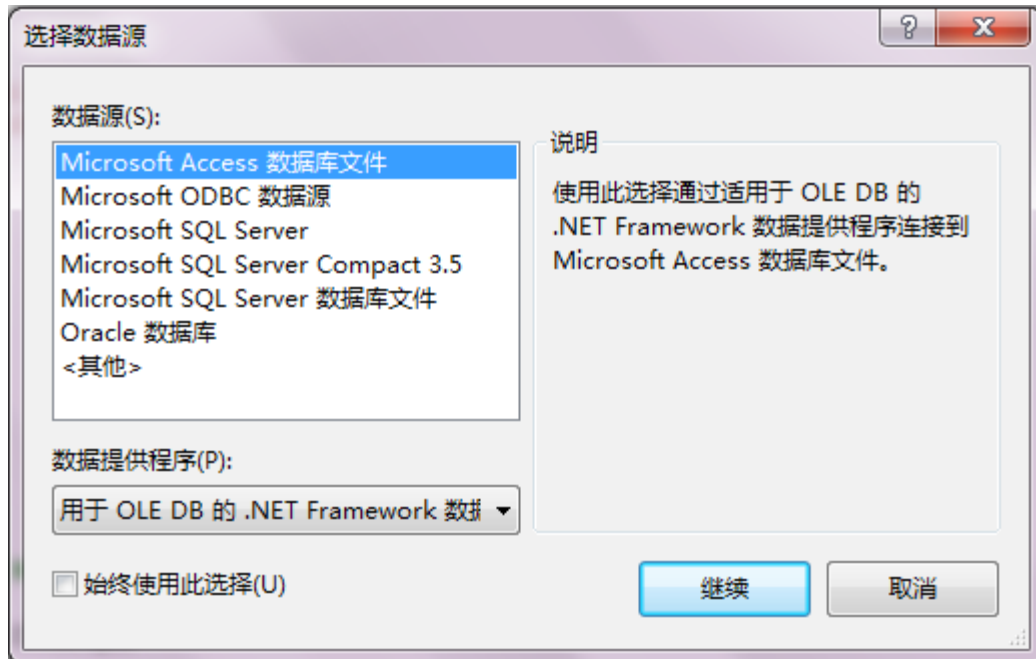 选择数据源
数据源(S):
Microsoft Access 数据库文件
Microsoft ODBC 数据源
Microsoft SQL Server
Microsoft SQL Server Compact 3.5
Microsoft SQL Server 数据库文件
Oracle 数据库
<其他>
说明
使用此选择通过适用于 OLE DB 的
.NET Framework 数据提供程序连接到
Microsoft Access 数据库文件。
数据提供程序(P):
用于 OLE DB 的 .NET Framework 数据
始终使用此选择(U)
继续
取消